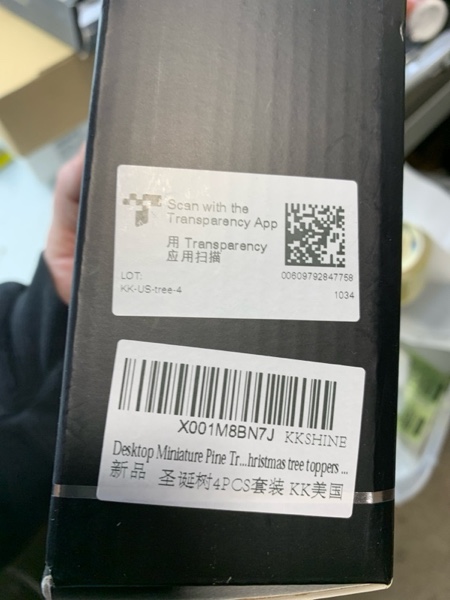 Scan with the
Transparency App
用 Transparency
应用扫描
LOT:
KK-US-tree-4
00609792847758
1034
X001M8BN7J KKSHINE
Desktop Miniature Pine Tr...hristmas tree toppers ...
新品 圣诞树4PCS套装 KK美国